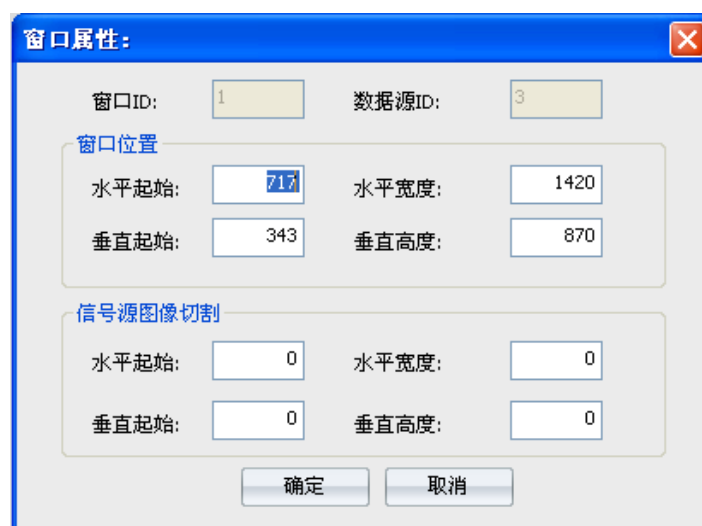 窗口属性:
窗口ID: 1 数据源ID: 3
窗口位置
水平起始: 717 水平宽度: 1420
垂直起始: 343 垂直高度: 870
信号源图像切割
水平起始: 0 水平宽度: 0
垂直起始: 0 垂直高度: 0
确定 取消